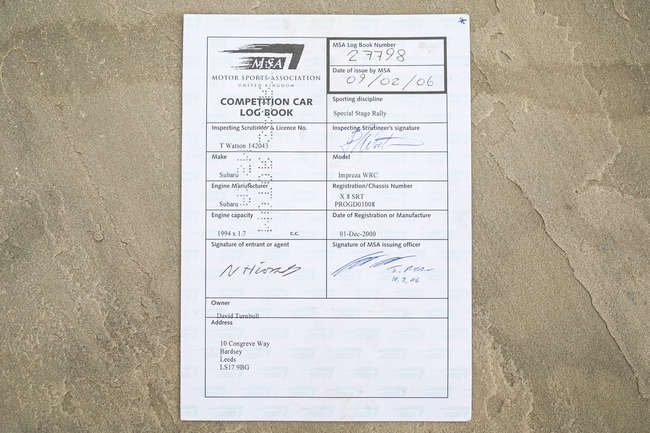 MSA
MOTOR SPORTS ASSOCIATION
UNITED KINGDOM
COMPETITION CAR
LOG BOOK
MSA Log Book Number
27798
Date of issue by MSA
09/02/06
Sporting discipline
Special Stage Rally
Inspecting Scrutineer & Licence No.
T Watson 142043
Inspecting Scrutineer's signature
Make
Subaru
Model
Impreza WRC
Engine Manufacturer
Subaru
Registration/Chassis Number
X 8 SRT
PROGD01008
Engine capacity
1994 x 1.7 c.c.
Date of Registration or Manufacture
01-Dec-2000
Signature of entrant or agent
Signature of MSA issuing officer
Owner
David Turnbull
Address
10 Congreve Way
Bardsey
Leeds
LS17 9BG